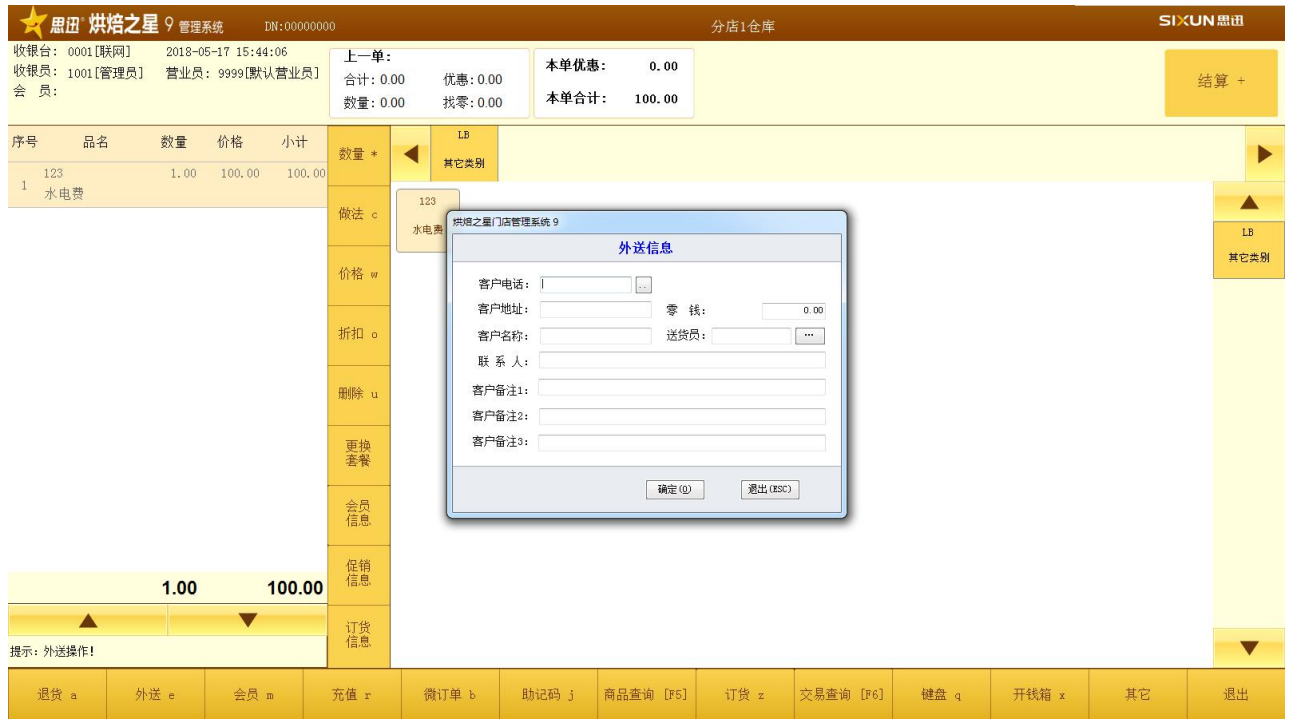 思迅 烘焙之星 9 管理系统 DN:00000000 分店1仓库 SIXUN 思迅
收银台: 0001[联网] 2018-05-17 15:44:06
收银员: 1001[管理员] 营业员: 9999[默认营业员]
会 员:
上一单:
合计: 0.00 优惠: 0.00
数量: 0.00 找零: 0.00
本单优惠: 0.00
本单合计: 100.00
结算 +
序号 品名 数量 价格 小计
1 123 1.00 100.00 100.00
水电费
1.00 100.00
提示: 外送操作!
数量 *
做法 c
价格 w
折扣 o
删除 u
更换
套餐
会员
信息
促销
信息
订货
信息
LB
其它类别
123
水电费
LB
其它类别
烘焙之星门店管理系统 9
外送信息
客户电话: ..
客户地址: 零 钱: 0.00
客户名称: 送货员: ...
联 系 人:
客户备注1:
客户备注2:
客户备注3:
确定(O) 退出(ESC)
退货 a 外送 e 会员 m 充值 r 微订单 b 助记码 j 商品查询 [F5] 订货 z 交易查询 [F6] 键盘 q 开钱箱 x 其它 退出